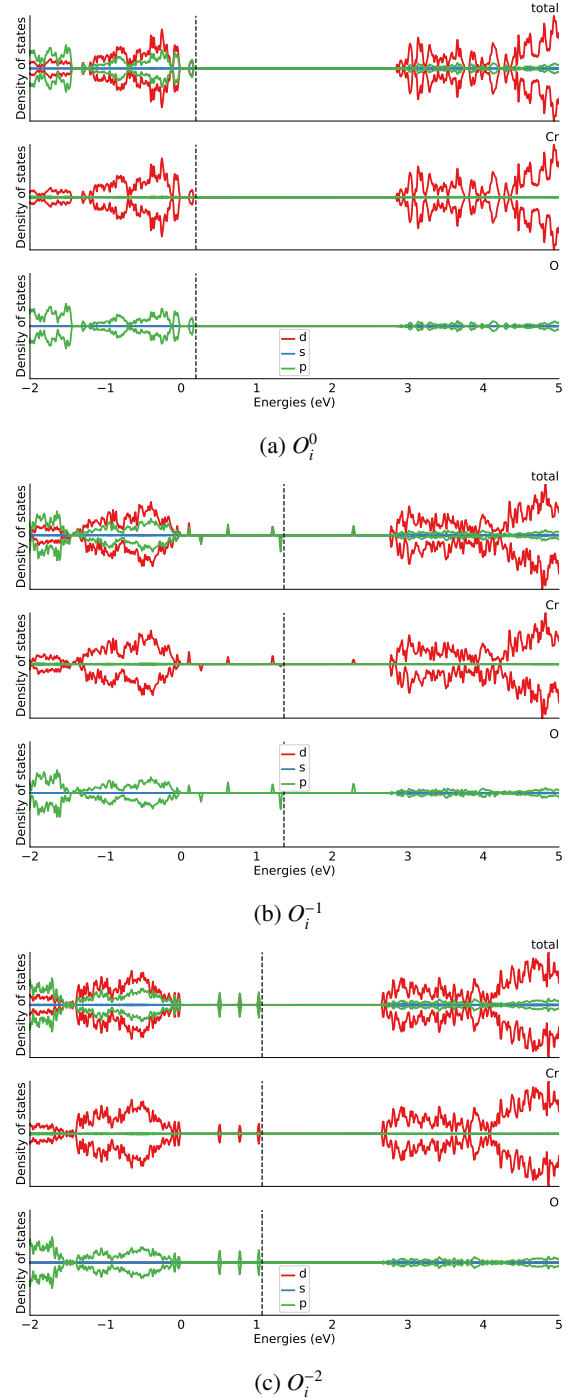 total
Density of states
Cr
Density of states
O
Density of states
d
s
p
−2 −1 0 1 2 3 4 5
Energies (eV)
(a) O_i^0
total
Density of states
Cr
Density of states
O
Density of states
d
s
p
−2 −1 0 1 2 3 4 5
Energies (eV)
(b) O_i^{-1}
total
Density of states
Cr
Density of states
O
Density of states
d
s
p
−2 −1 0 1 2 3 4 5
Energies (eV)
(c) O_i^{-2}